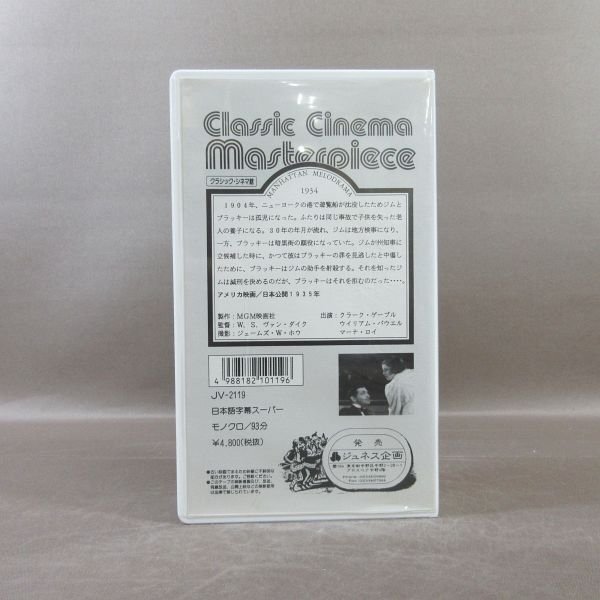 Classic Cinema
Masterpiece
クラシック・シネマ館
MANHATTAN MELODRAMA
1934
1904年、ニューヨークの港で遊覧船が沈没したためジムと
ブラッキーは孤児になった。ふたりは同じ事故で子供を失った老
人の養子になる。30年の年月が流れ、ジムは地方検事になり、
一方、ブラッキーは暗黒街の顔役になっていた。ジムが州知事に
立候補した時に、かつて彼はブラッキーの罪を見逃したと中傷し
たために、ブラッキーはジムの助手を射殺する。それを知ったジ
ムは減刑を決めるのだが、ブラッキーはそれを拒むのだった‥‥。
アメリカ映画/日本公開1935年
製作:MGM映画社
監督:W.S.ヴァン・ダイク
撮影:ジェームズ・W・ホウ
出演:クラーク・ゲーブル
ウイリアム・パウエル
マーナ・ロイ
4 988182 101196
JV-2119
日本語字幕スーパー
モノクロ/93分
¥4,800(税抜)
発売
ジュネス企画